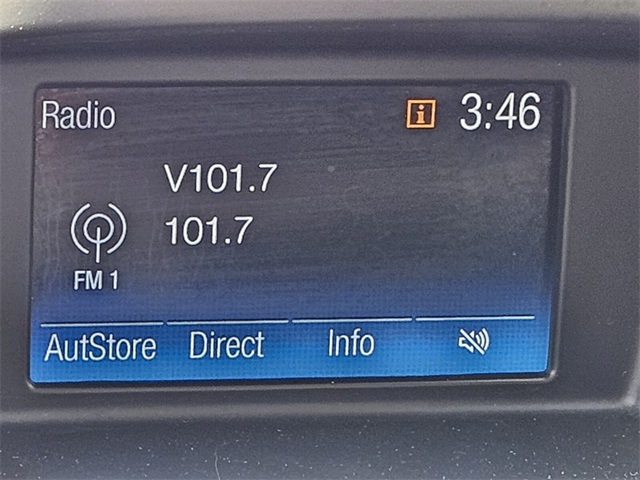 Radio i 3:46
V101.7
101.7
FM 1
AutStore Direct Info